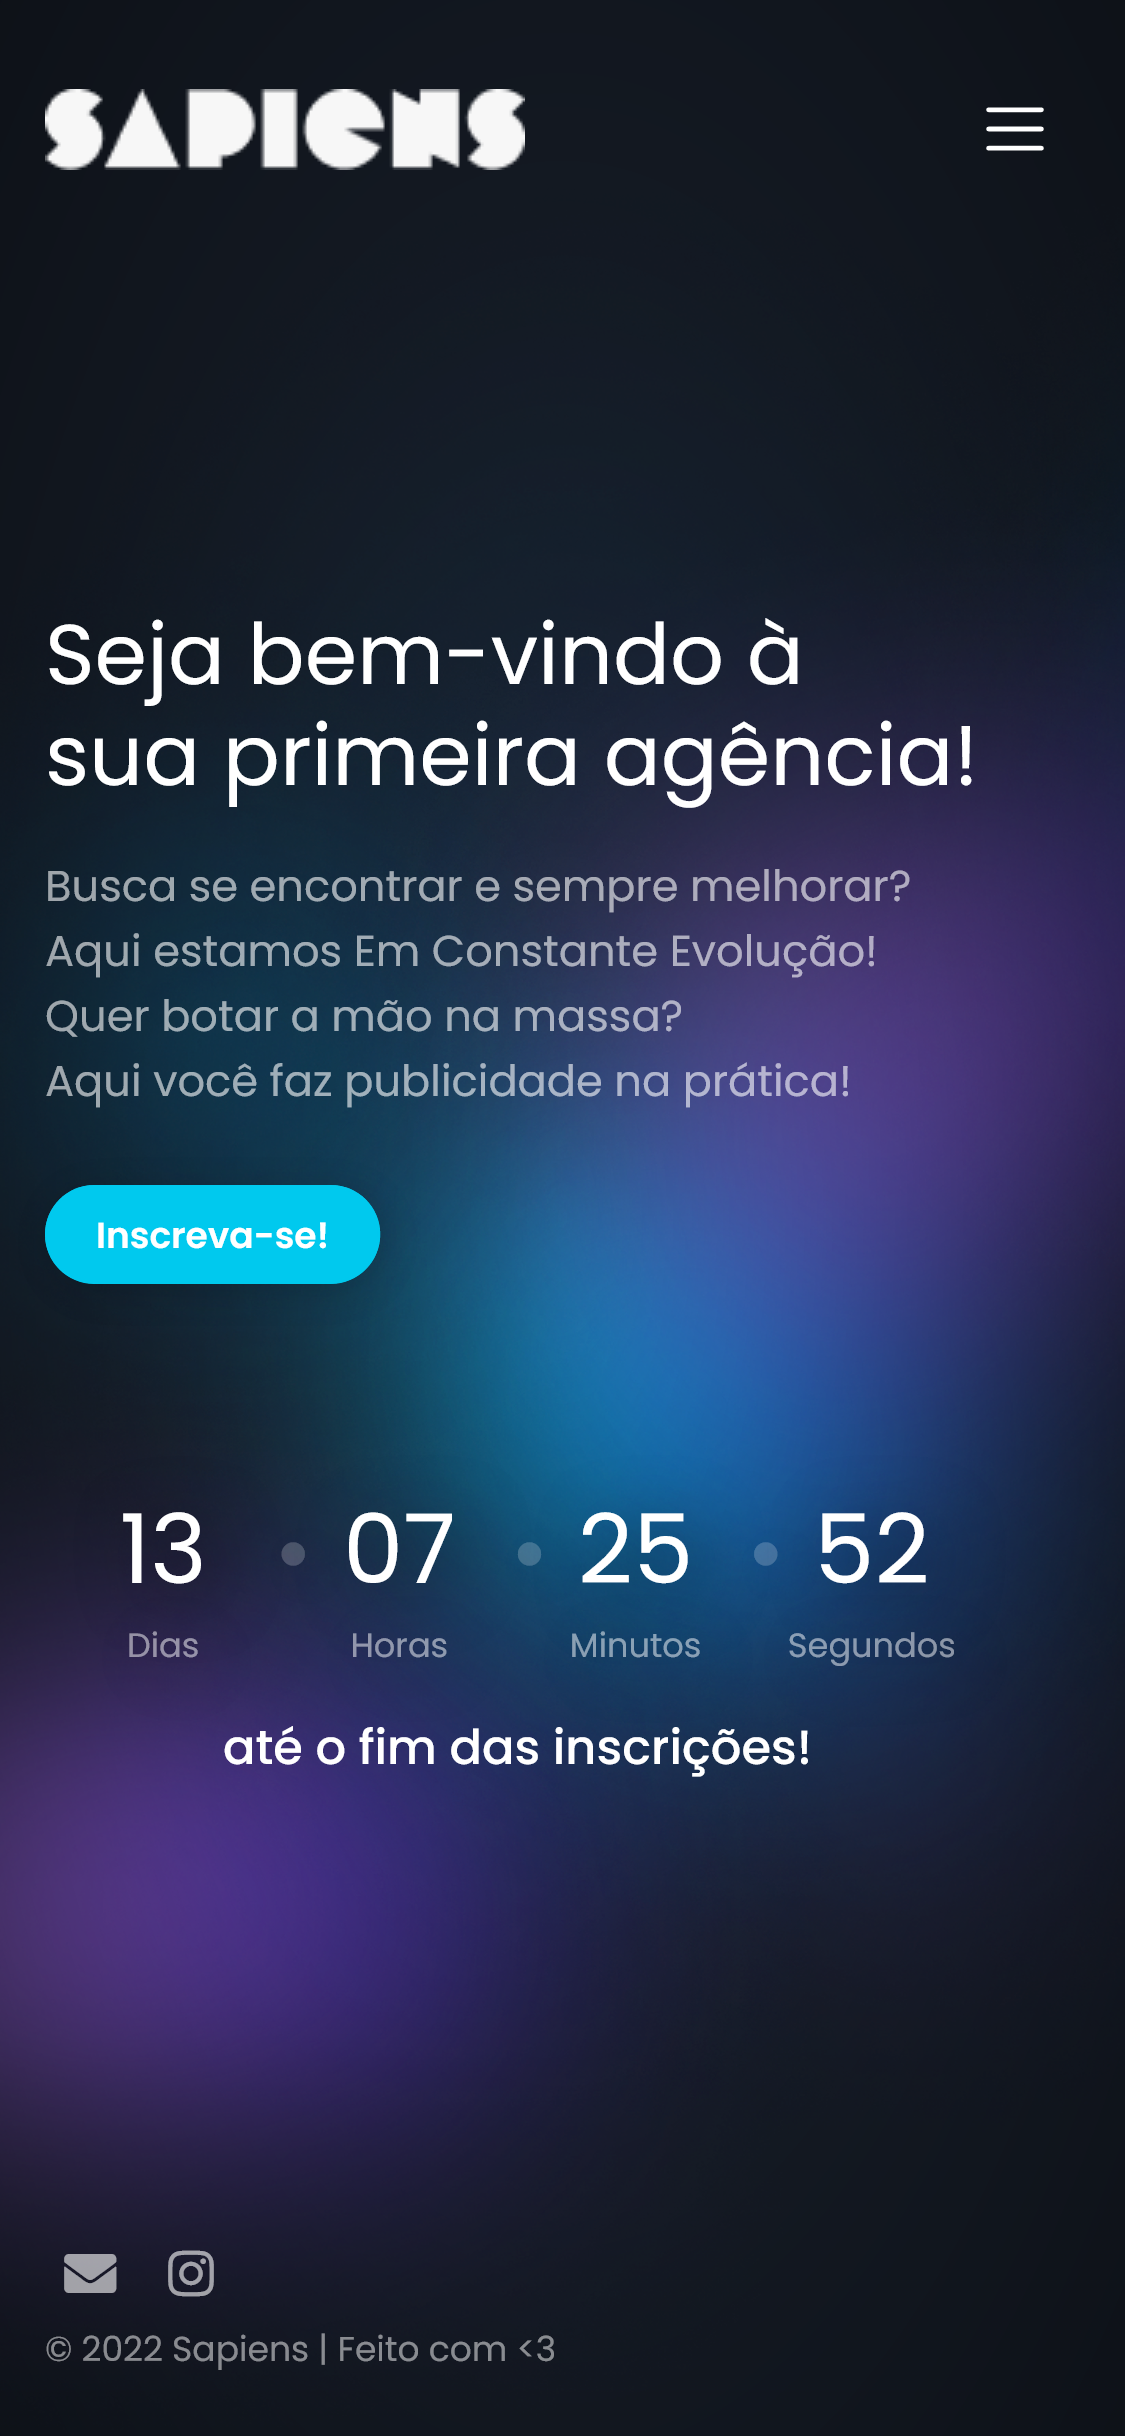 SAPIENS
Seja bem-vindo à
sua primeira agência!
Busca se encontrar e sempre melhorar?
Aqui estamos Em Constante Evolução!
Quer botar a mão na massa?
Aqui você faz publicidade na prática!
Inscreva-se!
13 07 25 52
Dias Horas Minutos Segundos
até o fim das inscrições!
© 2022 Sapiens | Feito com <3